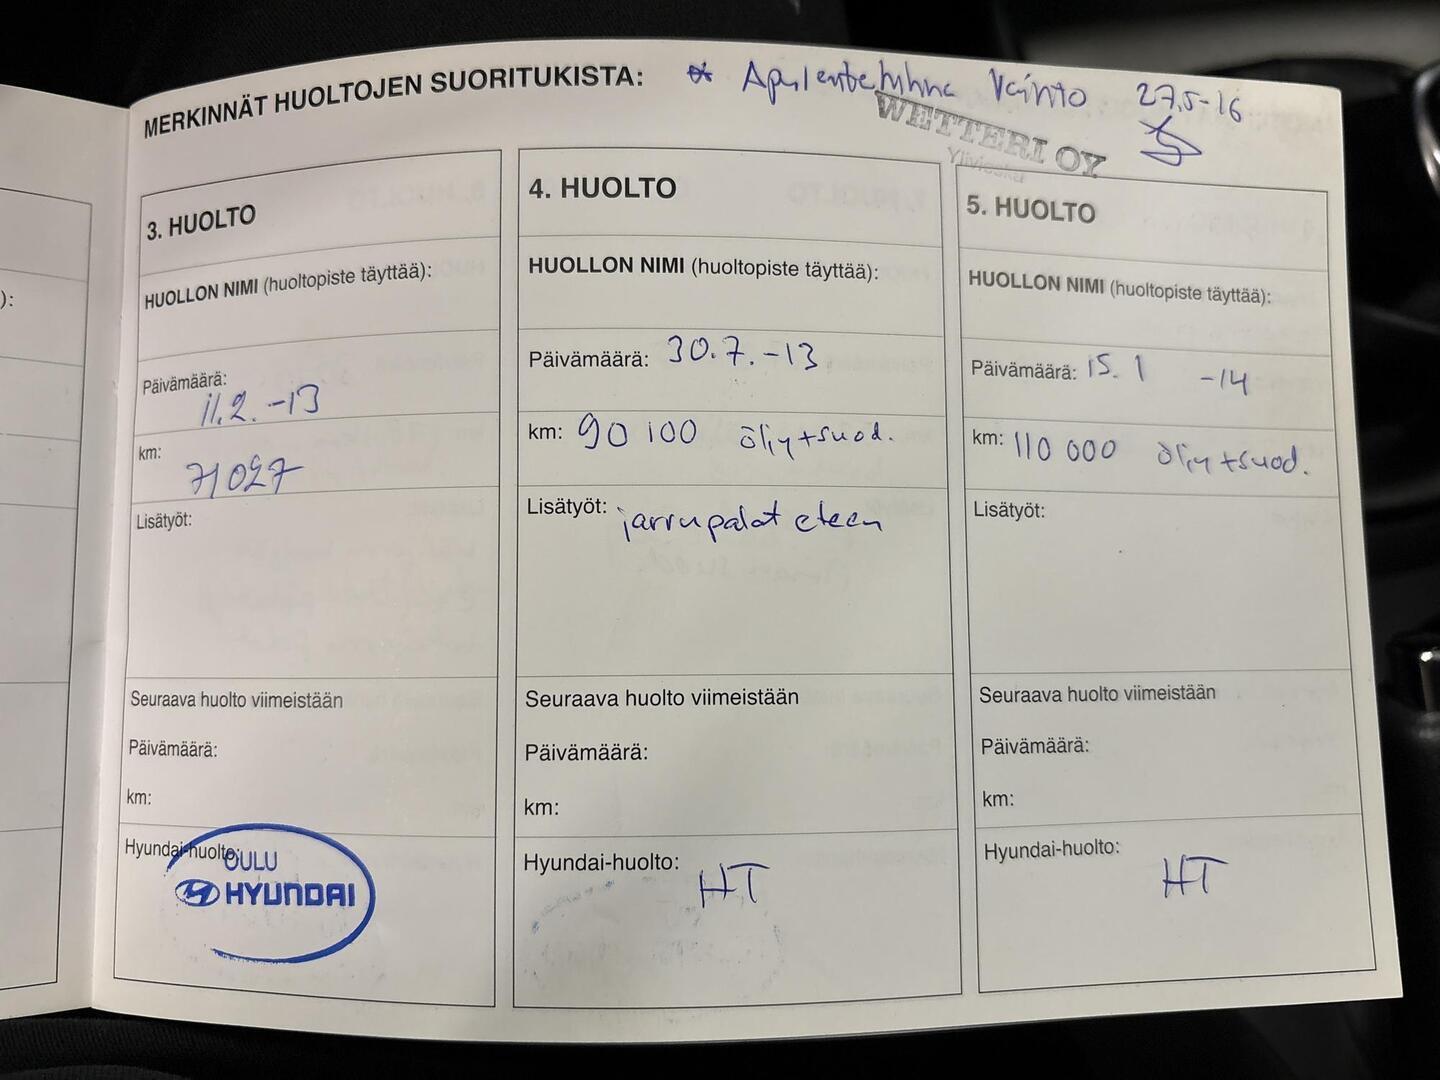 MERKINNÄT HUOLTOJEN SUORITUKISTA: * Apulaitehihna Vaihto 27.5-16
WETTERI OY
Ylivieska
):
3. HUOLTO
HUOLLON NIMI (huoltopiste täyttää):
Päivämäärä:
11.2. -13
km:
71027
Lisätyöt:
Seuraava huolto viimeistään
Päivämäärä:
km:
Hyundai-huolto:
OULU
HYUNDAI
4. HUOLTO
HUOLLON NIMI (huoltopiste täyttää):
Päivämäärä: 30.7.-13
km: 90 100 öljy+suod.
Lisätyöt: jarrupalat eteen
Seuraava huolto viimeistään
Päivämäärä:
km:
Hyundai-huolto: HT
5. HUOLTO
HUOLLON NIMI (huoltopiste täyttää):
Päivämäärä: 15.1 -14
km: 110 000 öljy+suod.
Lisätyöt:
Seuraava huolto viimeistään
Päivämäärä:
km:
Hyundai-huolto: HT